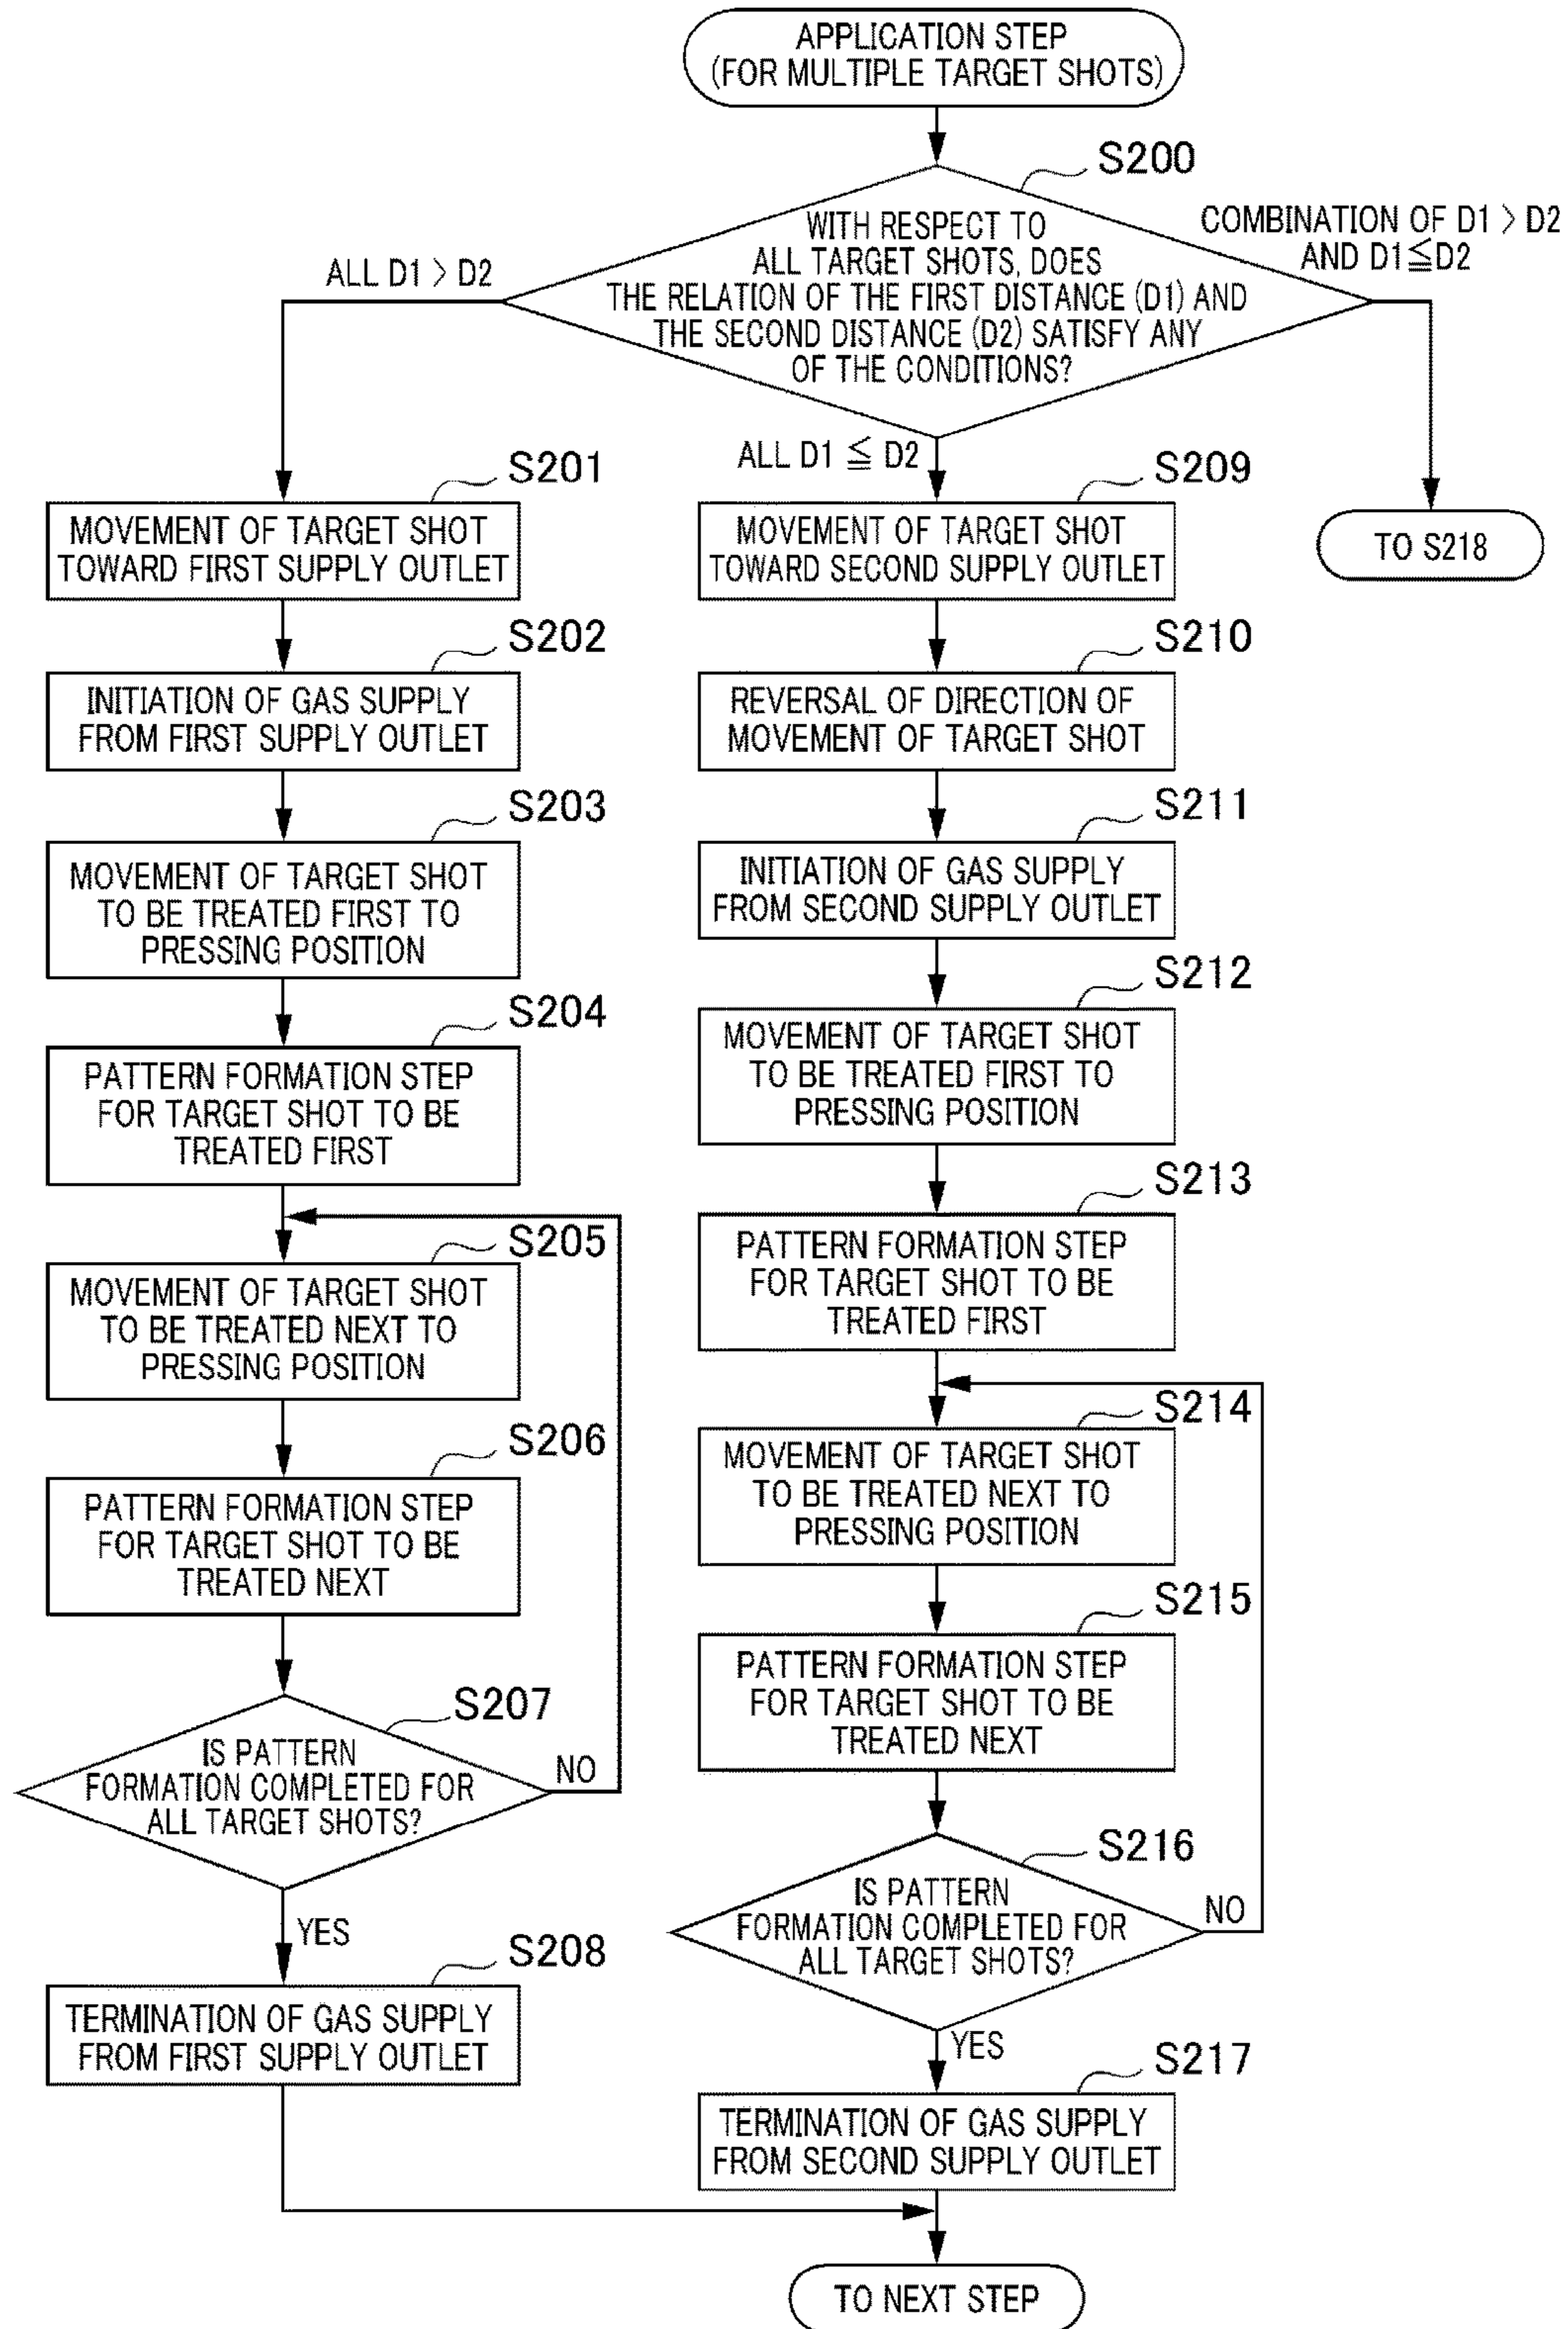 APPLICATION STEP
(FOR MULTIPLE TARGET SHOTS)
S200
WITH RESPECT TO
ALL TARGET SHOTS, DOES
THE RELATION OF THE FIRST DISTANCE (D1) AND
THE SECOND DISTANCE (D2) SATISFY ANY
OF THE CONDITIONS?
ALL D1 > D2
COMBINATION OF D1 > D2
AND D1≦D2
ALL D1 ≦ D2
TO S218
S201
MOVEMENT OF TARGET SHOT
TOWARD FIRST SUPPLY OUTLET
S202
INITIATION OF GAS SUPPLY
FROM FIRST SUPPLY OUTLET
S203
MOVEMENT OF TARGET SHOT
TO BE TREATED FIRST TO
PRESSING POSITION
S204
PATTERN FORMATION STEP
FOR TARGET SHOT TO BE
TREATED FIRST
S205
MOVEMENT OF TARGET SHOT
TO BE TREATED NEXT TO
PRESSING POSITION
S206
PATTERN FORMATION STEP
FOR TARGET SHOT TO BE
TREATED NEXT
S207
IS PATTERN
FORMATION COMPLETED FOR
ALL TARGET SHOTS?
NO
YES
S208
TERMINATION OF GAS SUPPLY
FROM FIRST SUPPLY OUTLET
S209
MOVEMENT OF TARGET SHOT
TOWARD SECOND SUPPLY OUTLET
S210
REVERSAL OF DIRECTION OF
MOVEMENT OF TARGET SHOT
S211
INITIATION OF GAS SUPPLY
FROM SECOND SUPPLY OUTLET
S212
MOVEMENT OF TARGET SHOT
TO BE TREATED FIRST TO
PRESSING POSITION
S213
PATTERN FORMATION STEP
FOR TARGET SHOT TO BE
TREATED FIRST
S214
MOVEMENT OF TARGET SHOT
TO BE TREATED NEXT TO
PRESSING POSITION
S215
PATTERN FORMATION STEP
FOR TARGET SHOT TO BE
TREATED NEXT
S216
IS PATTERN
FORMATION COMPLETED FOR
ALL TARGET SHOTS?
NO
YES
S217
TERMINATION OF GAS SUPPLY
FROM SECOND SUPPLY OUTLET
TO NEXT STEP